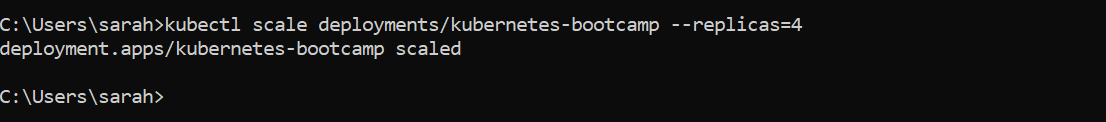 C:\Users\sarah>kubectl scale deployments/kubernetes-bootcamp --replicas=4
deployment.apps/kubernetes-bootcamp scaled
C:\Users\sarah>